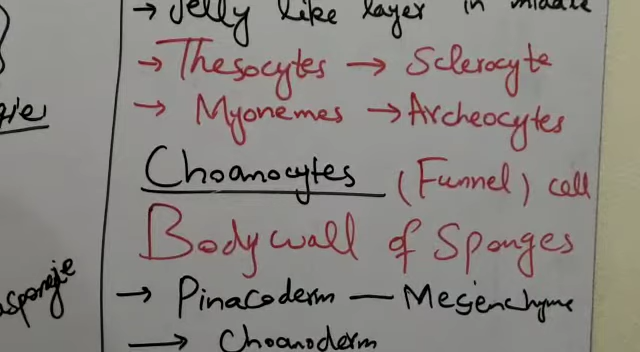 → Jelly like layer in middle
→ Thesocytes → Sclerocyte
→ Myonemes → Archeocytes
Choanocytes (Funnel) cell
Body wall of Sponges
→ Pinacoderm — Mesenchyme
→ Choanoderm